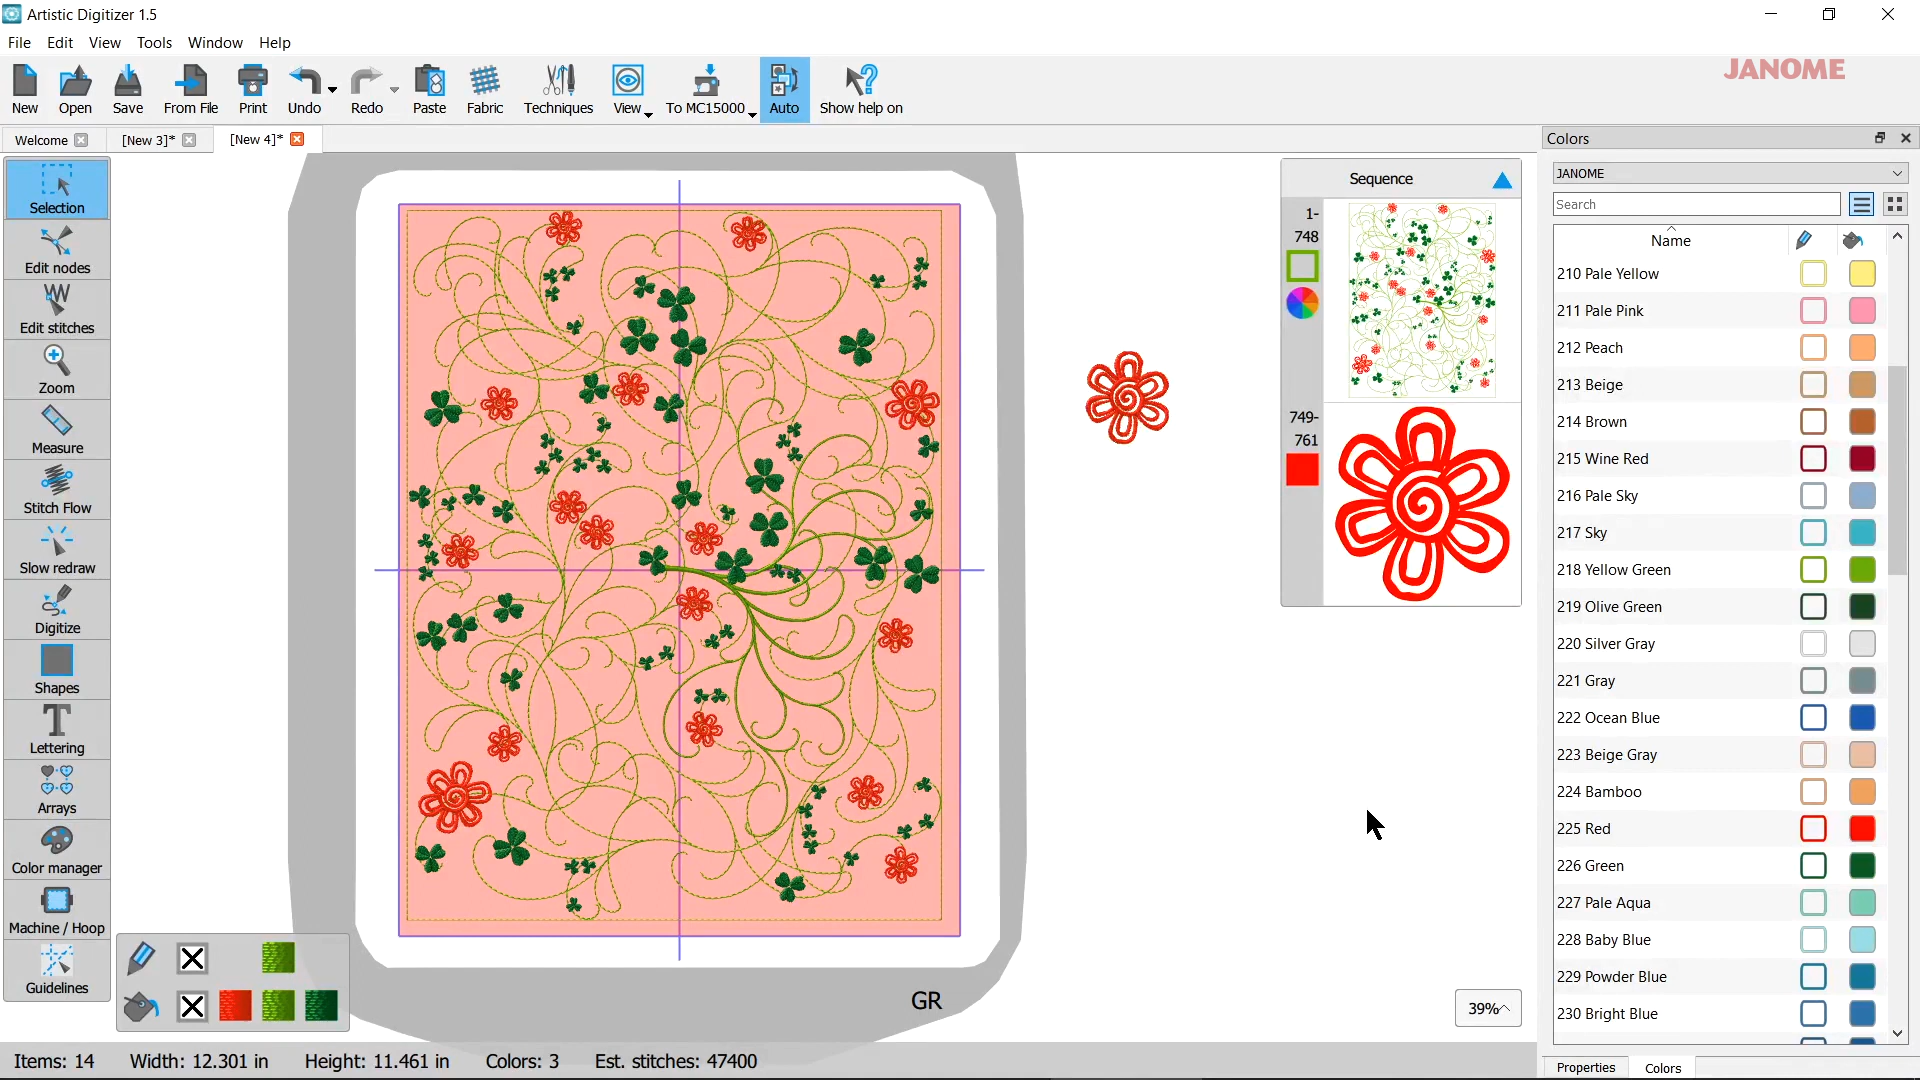 Artistic Digitizer 1.5
File Edit View Tools Window Help
New Open Save From File Print Undo Redo Paste Fabric Techniques View To MC15000 Auto Show help on
JANOME
Welcome [New 3]* [New 4]*
Colors
JANOME
Search
Name
Selection
Edit nodes
Edit stitches
Zoom
Measure
Stitch Flow
Slow redraw
Digitize
Shapes
Lettering
Arrays
Color manager
Machine / Hoop
Guidelines
GR
Sequence
1-
748
749-
761
39%
210 Pale Yellow
211 Pale Pink
212 Peach
213 Beige
214 Brown
215 Wine Red
216 Pale Sky
217 Sky
218 Yellow Green
219 Olive Green
220 Silver Gray
221 Gray
222 Ocean Blue
223 Beige Gray
224 Bamboo
225 Red
226 Green
227 Pale Aqua
228 Baby Blue
229 Powder Blue
230 Bright Blue
Items: 14 Width: 12.301 in Height: 11.461 in Colors: 3 Est. stitches: 47400
Properties Colors